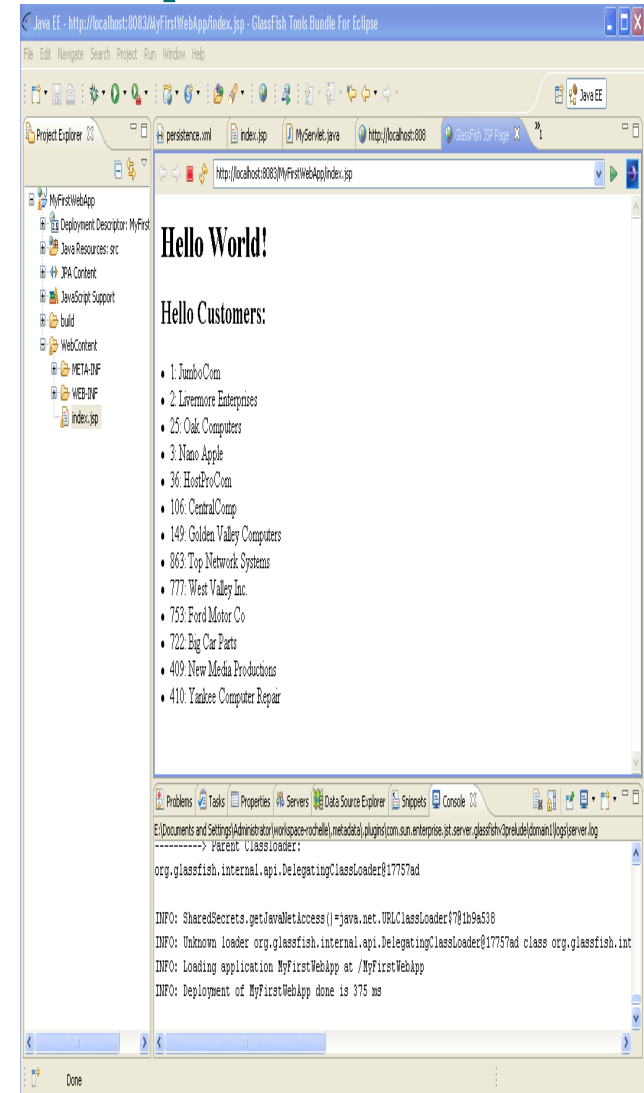 Java EE - http://localhost:8083/MyFirstWebApp/index.jsp - GlassFish Tools Bundle For Eclipse
File Edit Navigate Search Project Run Window Help
Java EE
Project Explorer
persistence.xml index.jsp MyServlet.java http://localhost:808 GlassFish JSP Page »1
http://localhost:8083/MyFirstWebApp/index.jsp
MyFirstWebApp
Deployment Descriptor: MyFirst
Java Resources: src
JPA Content
JavaScript Support
build
WebContent
META-INF
WEB-INF
index.jsp
Hello World!
Hello Customers:
• 1: JumboCom
• 2: Livermore Enterprises
• 25: Oak Computers
• 3: Nano Apple
• 36: HostProCom
• 106: CentralComp
• 149: Golden Valley Computers
• 863: Top Network Systems
• 777: West Valley Inc.
• 753: Ford Motor Co
• 722: Big Car Parts
• 409: New Media Productions
• 410: Yankee Computer Repair
Problems Tasks Properties Servers Data Source Explorer Snippets Console
E:\Documents and Settings\Administrator\workspace-rochelle\.metadata\.plugins\com.sun.enterprise.jst.server.glassfishv3prelude\domain1\logs\server.log
----------> Parent Classloader:
org.glassfish.internal.api.DelegatingClassLoader@17757ad
INFO: SharedSecrets.getJavaNetAccess()=java.net.URLClassLoader$7@1b9a538
INFO: Unknown loader org.glassfish.internal.api.DelegatingClassLoader@17757ad class org.glassfish.int
INFO: Loading application MyFirstWebApp at /MyFirstWebApp
INFO: Deployment of MyFirstWebApp done is 375 ms
Done